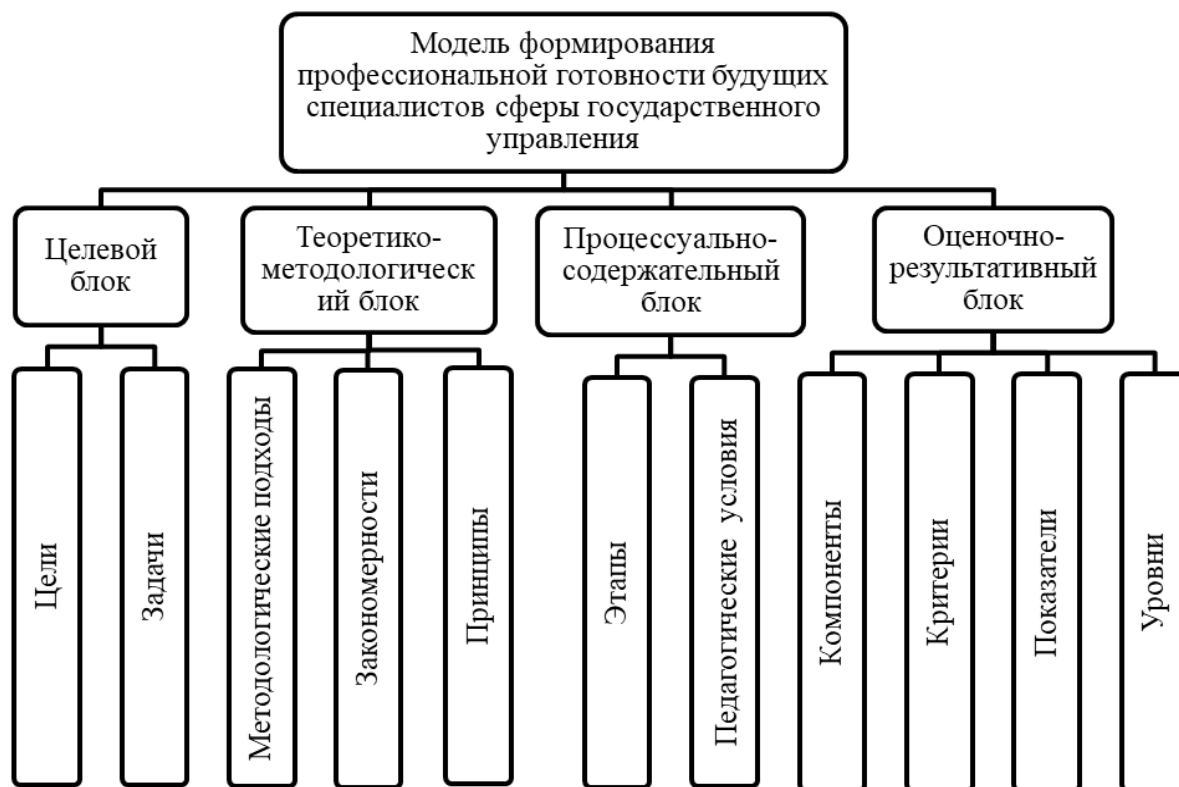 Модель формирования
профессиональной готовности будущих
специалистов сферы государственного
управления
Целевой
блок
Теоретико-
методологическ
ий блок
Процессуально-
содержательный
блок
Оценочно-
результативный
блок
Цели
Задачи
Методологические подходы
Закономерности
Принципы
Этапы
Педагогические условия
Компоненты
Критерии
Показатели
Уровни